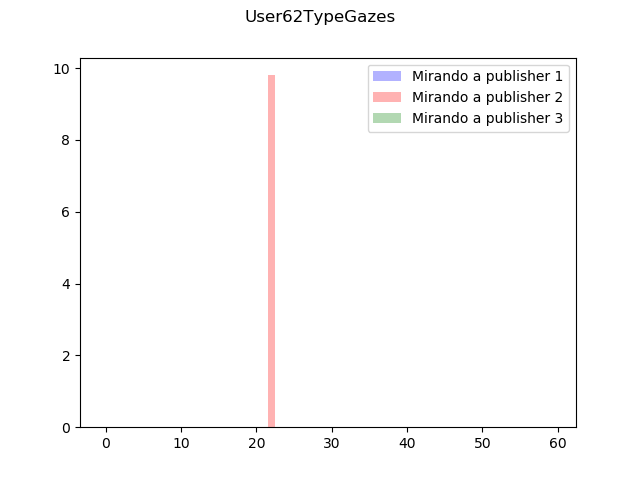 User62TypeGazes
Mirando a publisher 1
Mirando a publisher 2
Mirando a publisher 3
10
8
6
4
2
0
0 10 20 30 40 50 60